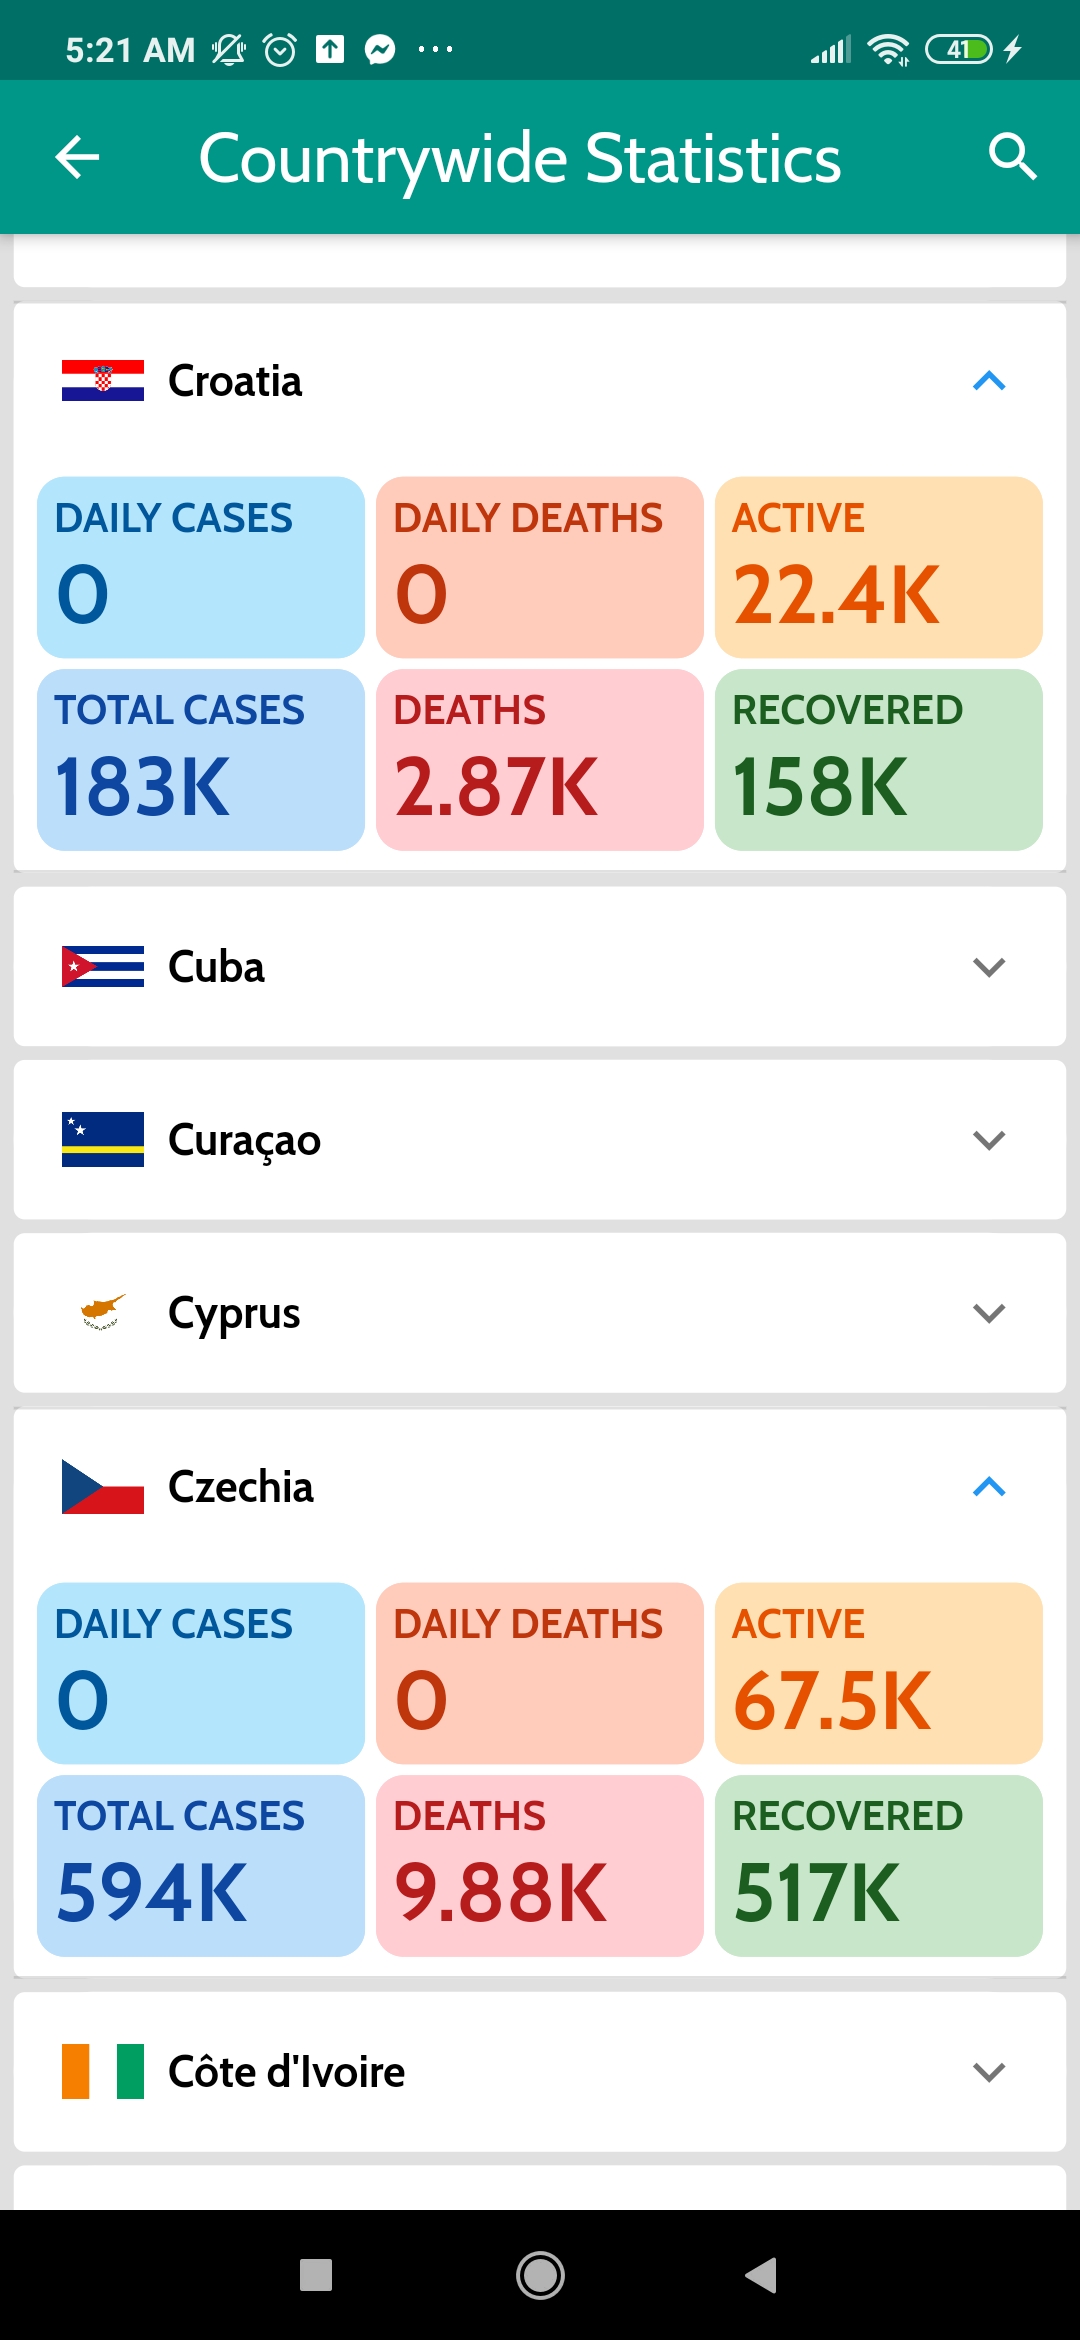 5:21 AM 41
Countrywide Statistics
Croatia
DAILY CASES DAILY DEATHS ACTIVE
0 0 22.4K
TOTAL CASES DEATHS RECOVERED
183K 2.87K 158K
Cuba
Curaçao
Cyprus
Czechia
DAILY CASES DAILY DEATHS ACTIVE
0 0 67.5K
TOTAL CASES DEATHS RECOVERED
594K 9.88K 517K
Côte d'Ivoire